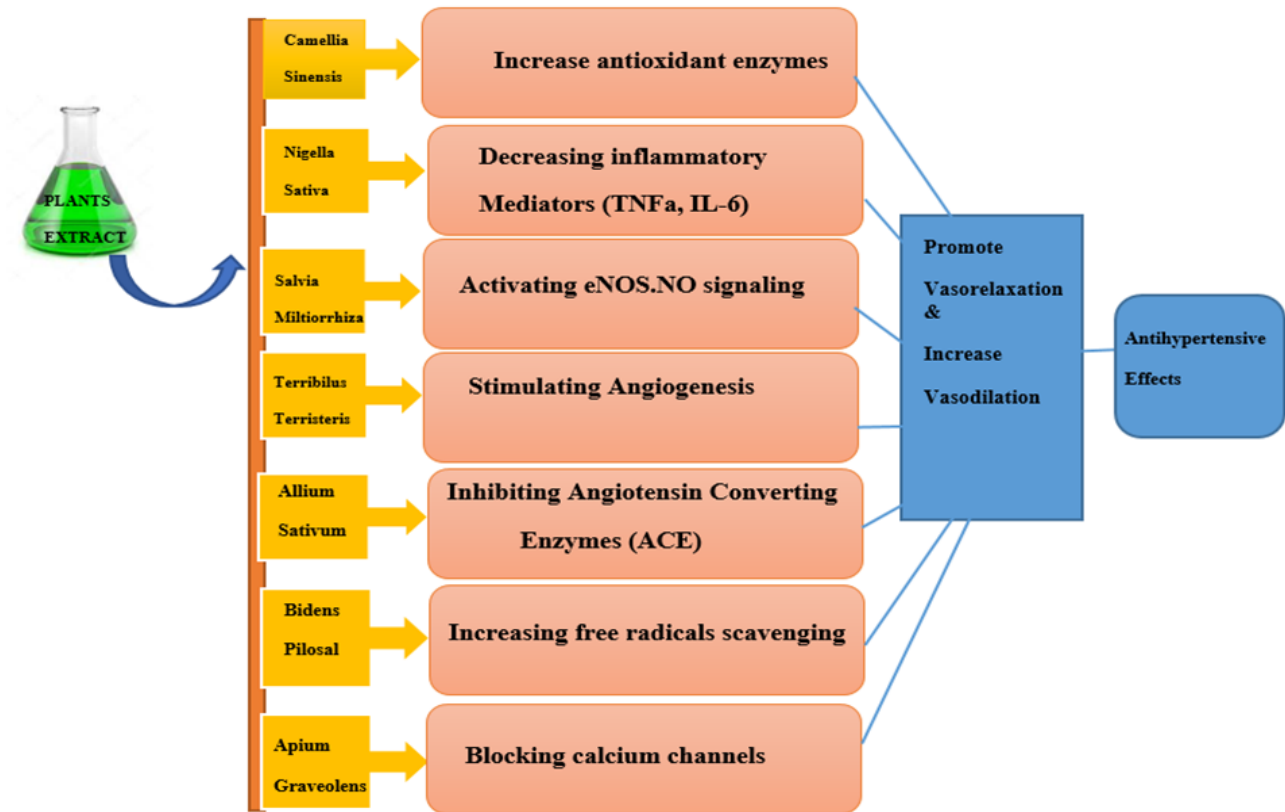 PLANTS
EXTRACT
Camellia
Sinensis
Increase antioxidant enzymes
Nigella
Sativa
Decreasing inflammatory
Mediators (TNFa, IL-6)
Salvia
Miltiorrhiza
Activating eNOS.NO signaling
Terribilus
Terristeris
Stimulating Angiogenesis
Allium
Sativum
Inhibiting Angiotensin Converting
Enzymes (ACE)
Bidens
Pilosal
Increasing free radicals scavenging
Apium
Graveolens
Blocking calcium channels
Promote
Vasorelaxation
&
Increase
Vasodilation
Antihypertensive
Effects